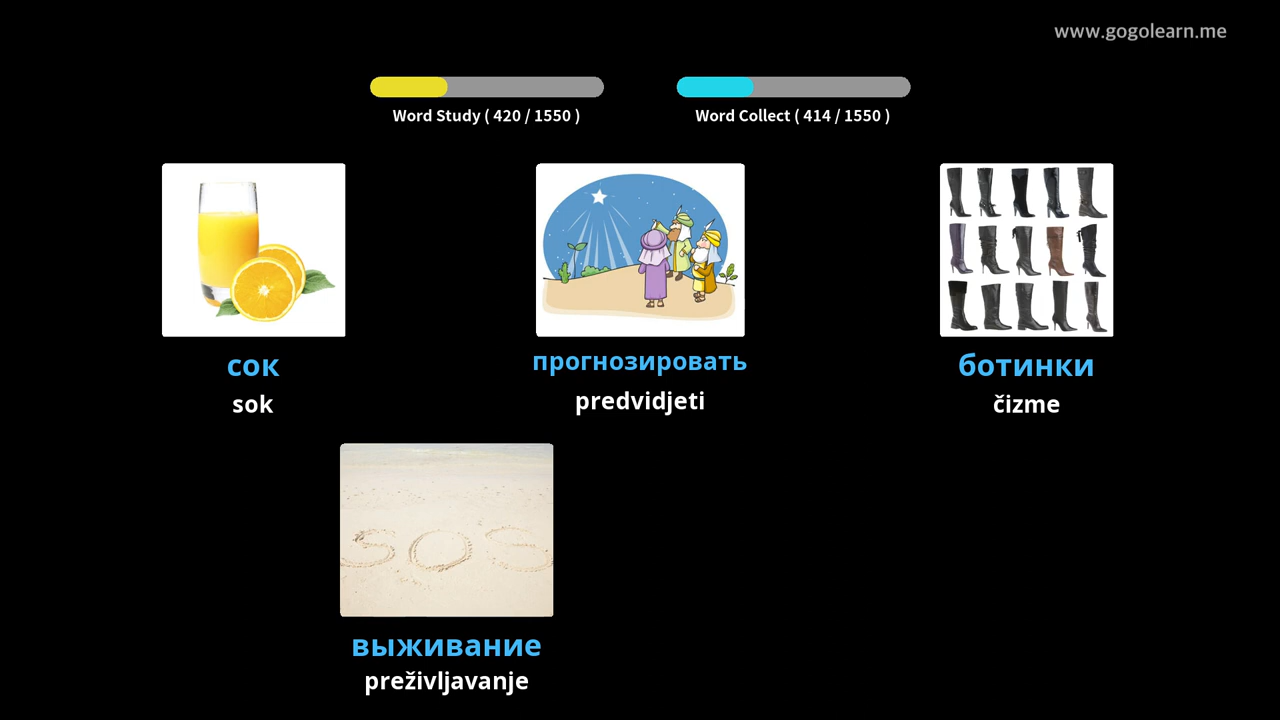 www.gogolearn.me
Word Study ( 420 / 1550 )
Word Collect ( 414 / 1550 )
сок
sok
прогнозировать
predvidjeti
ботинки
čizme
SOS
выживание
preživljavanje